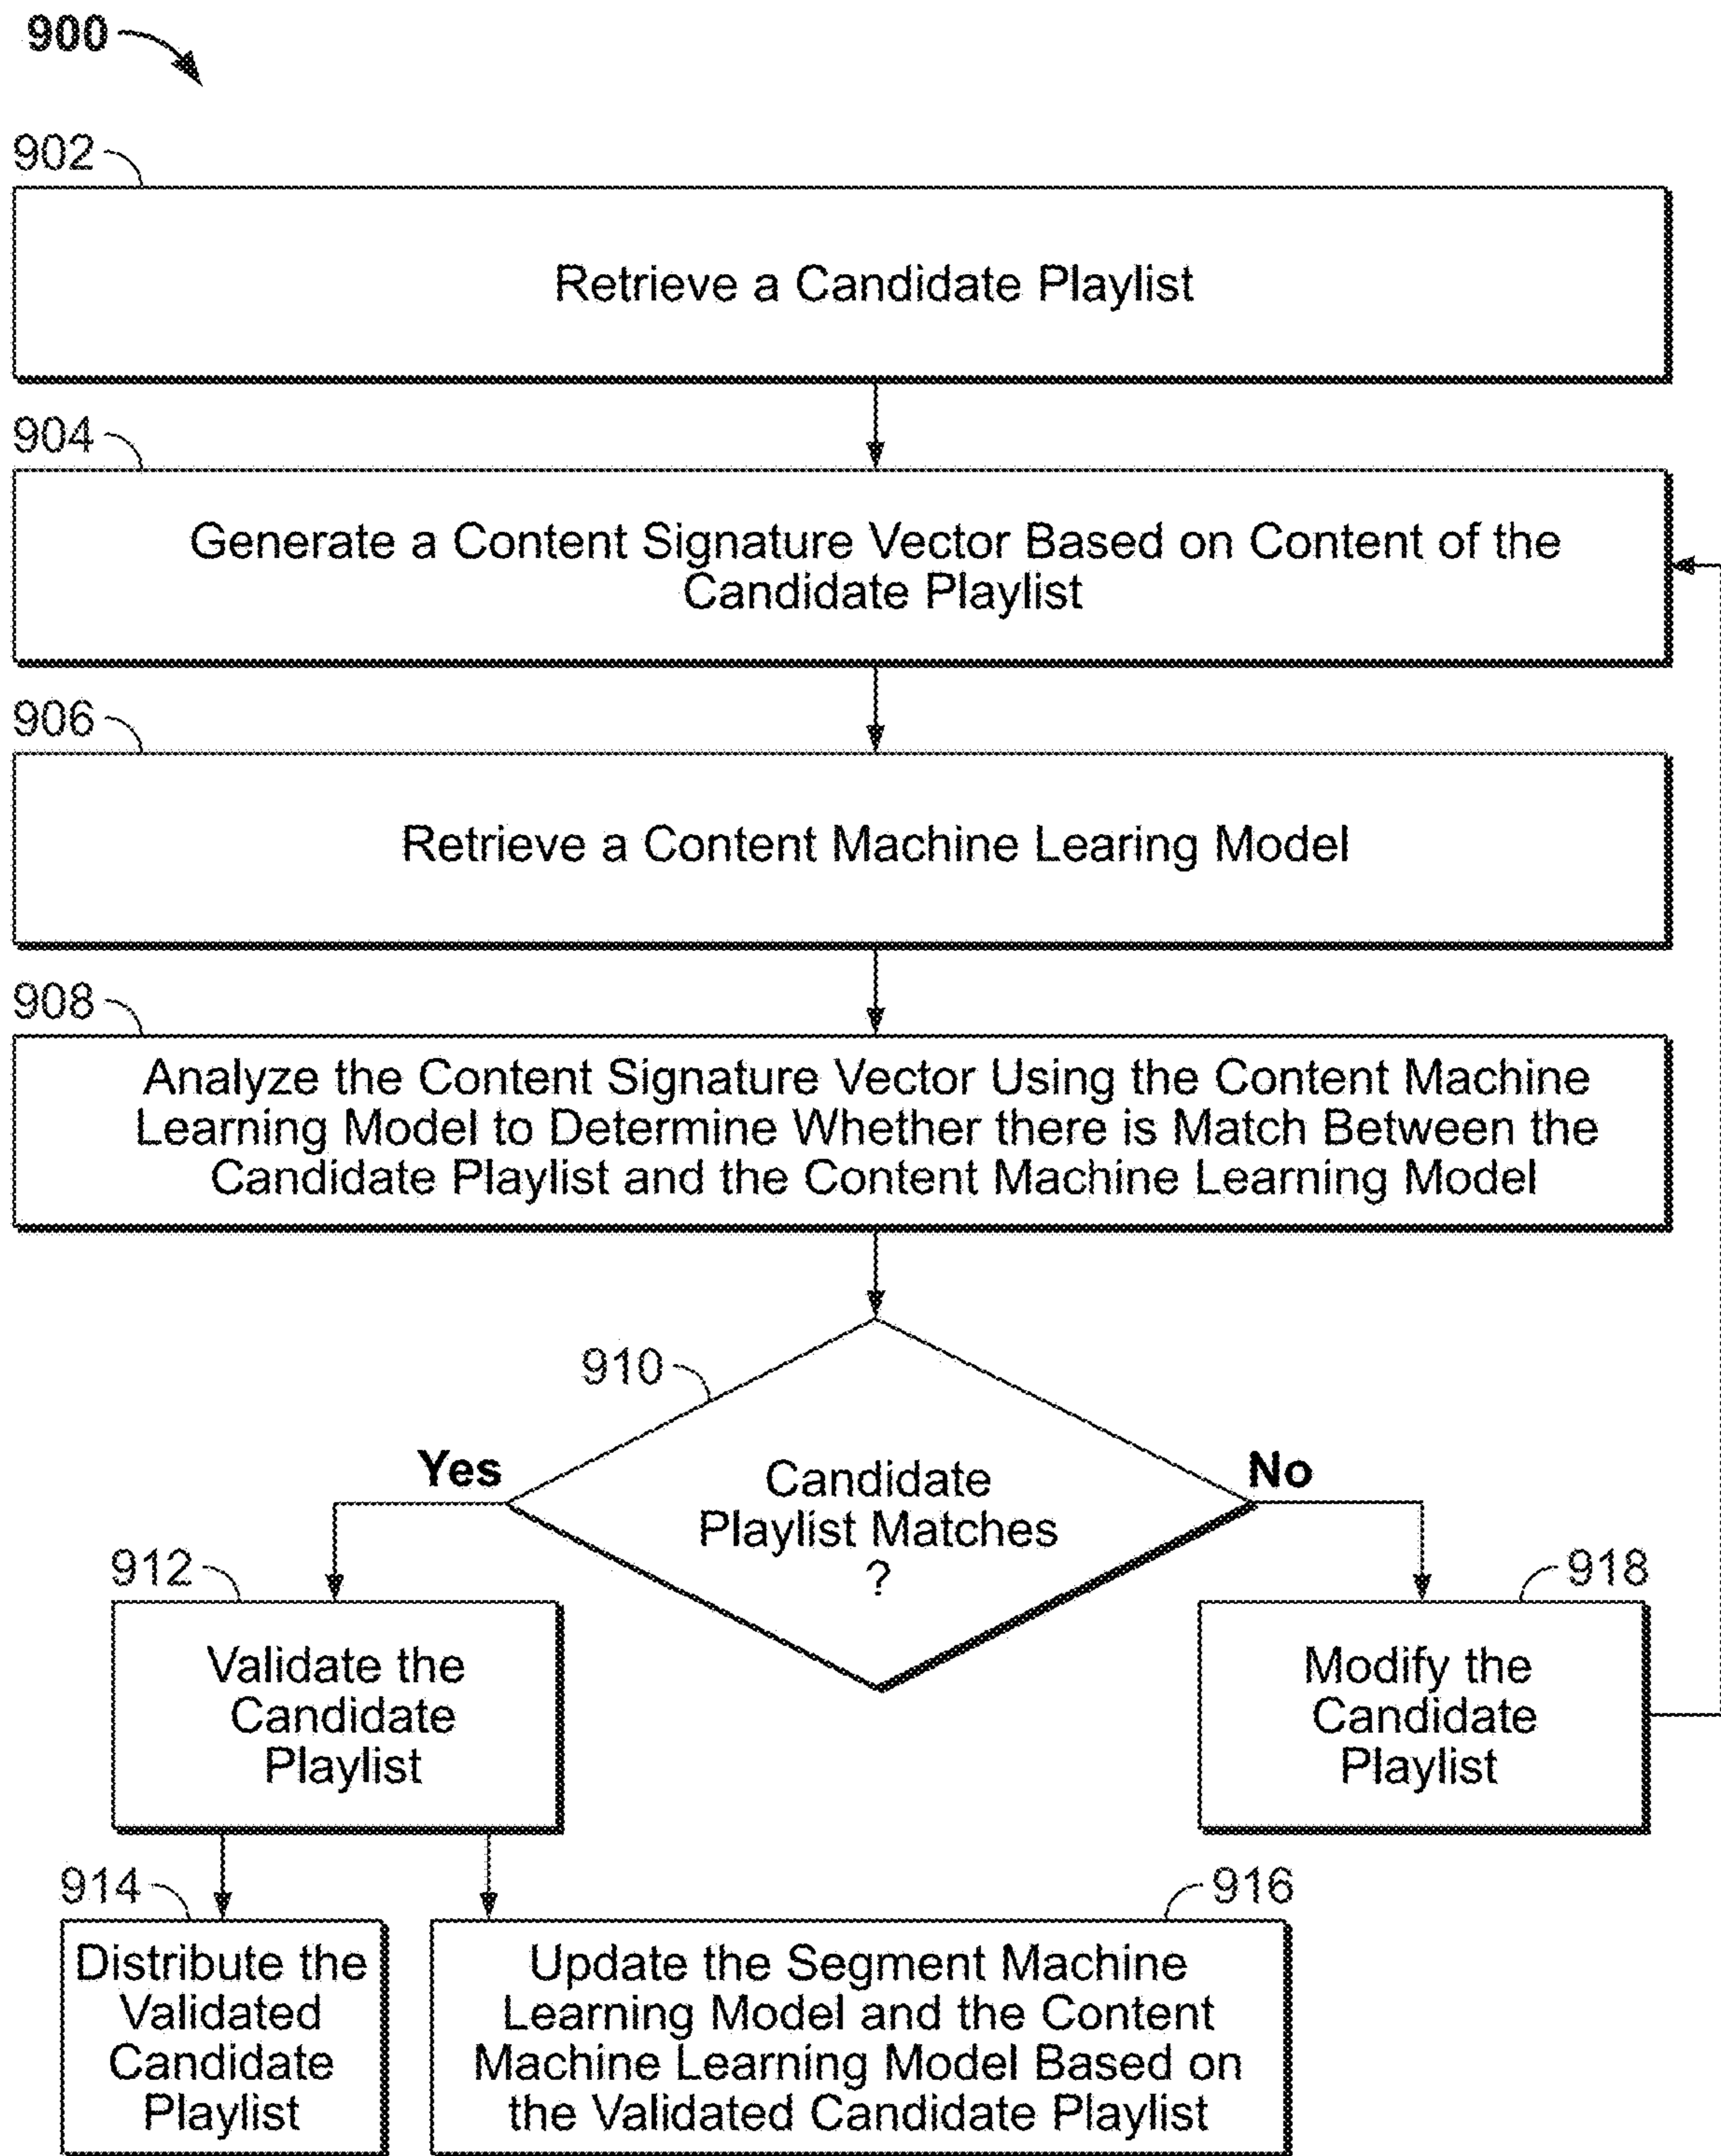 900
902
Retrieve a Candidate Playlist
904
Generate a Content Signature Vector Based on Content of the
Candidate Playlist
906
Retrieve a Content Machine Learing Model
908
Analyze the Content Signature Vector Using the Content Machine
Learning Model to Determine Whether there is Match Between the
Candidate Playlist and the Content Machine Learning Model
910
Yes
No
Candidate
Playlist Matches
?
912
918
Validate the
Candidate
Playlist
Modify the
Candidate
Playlist
914
916
Distribute the
Validated
Candidate
Playlist
Update the Segment Machine
Learning Model and the Content
Machine Learning Model Based on
the Validated Candidate Playlist